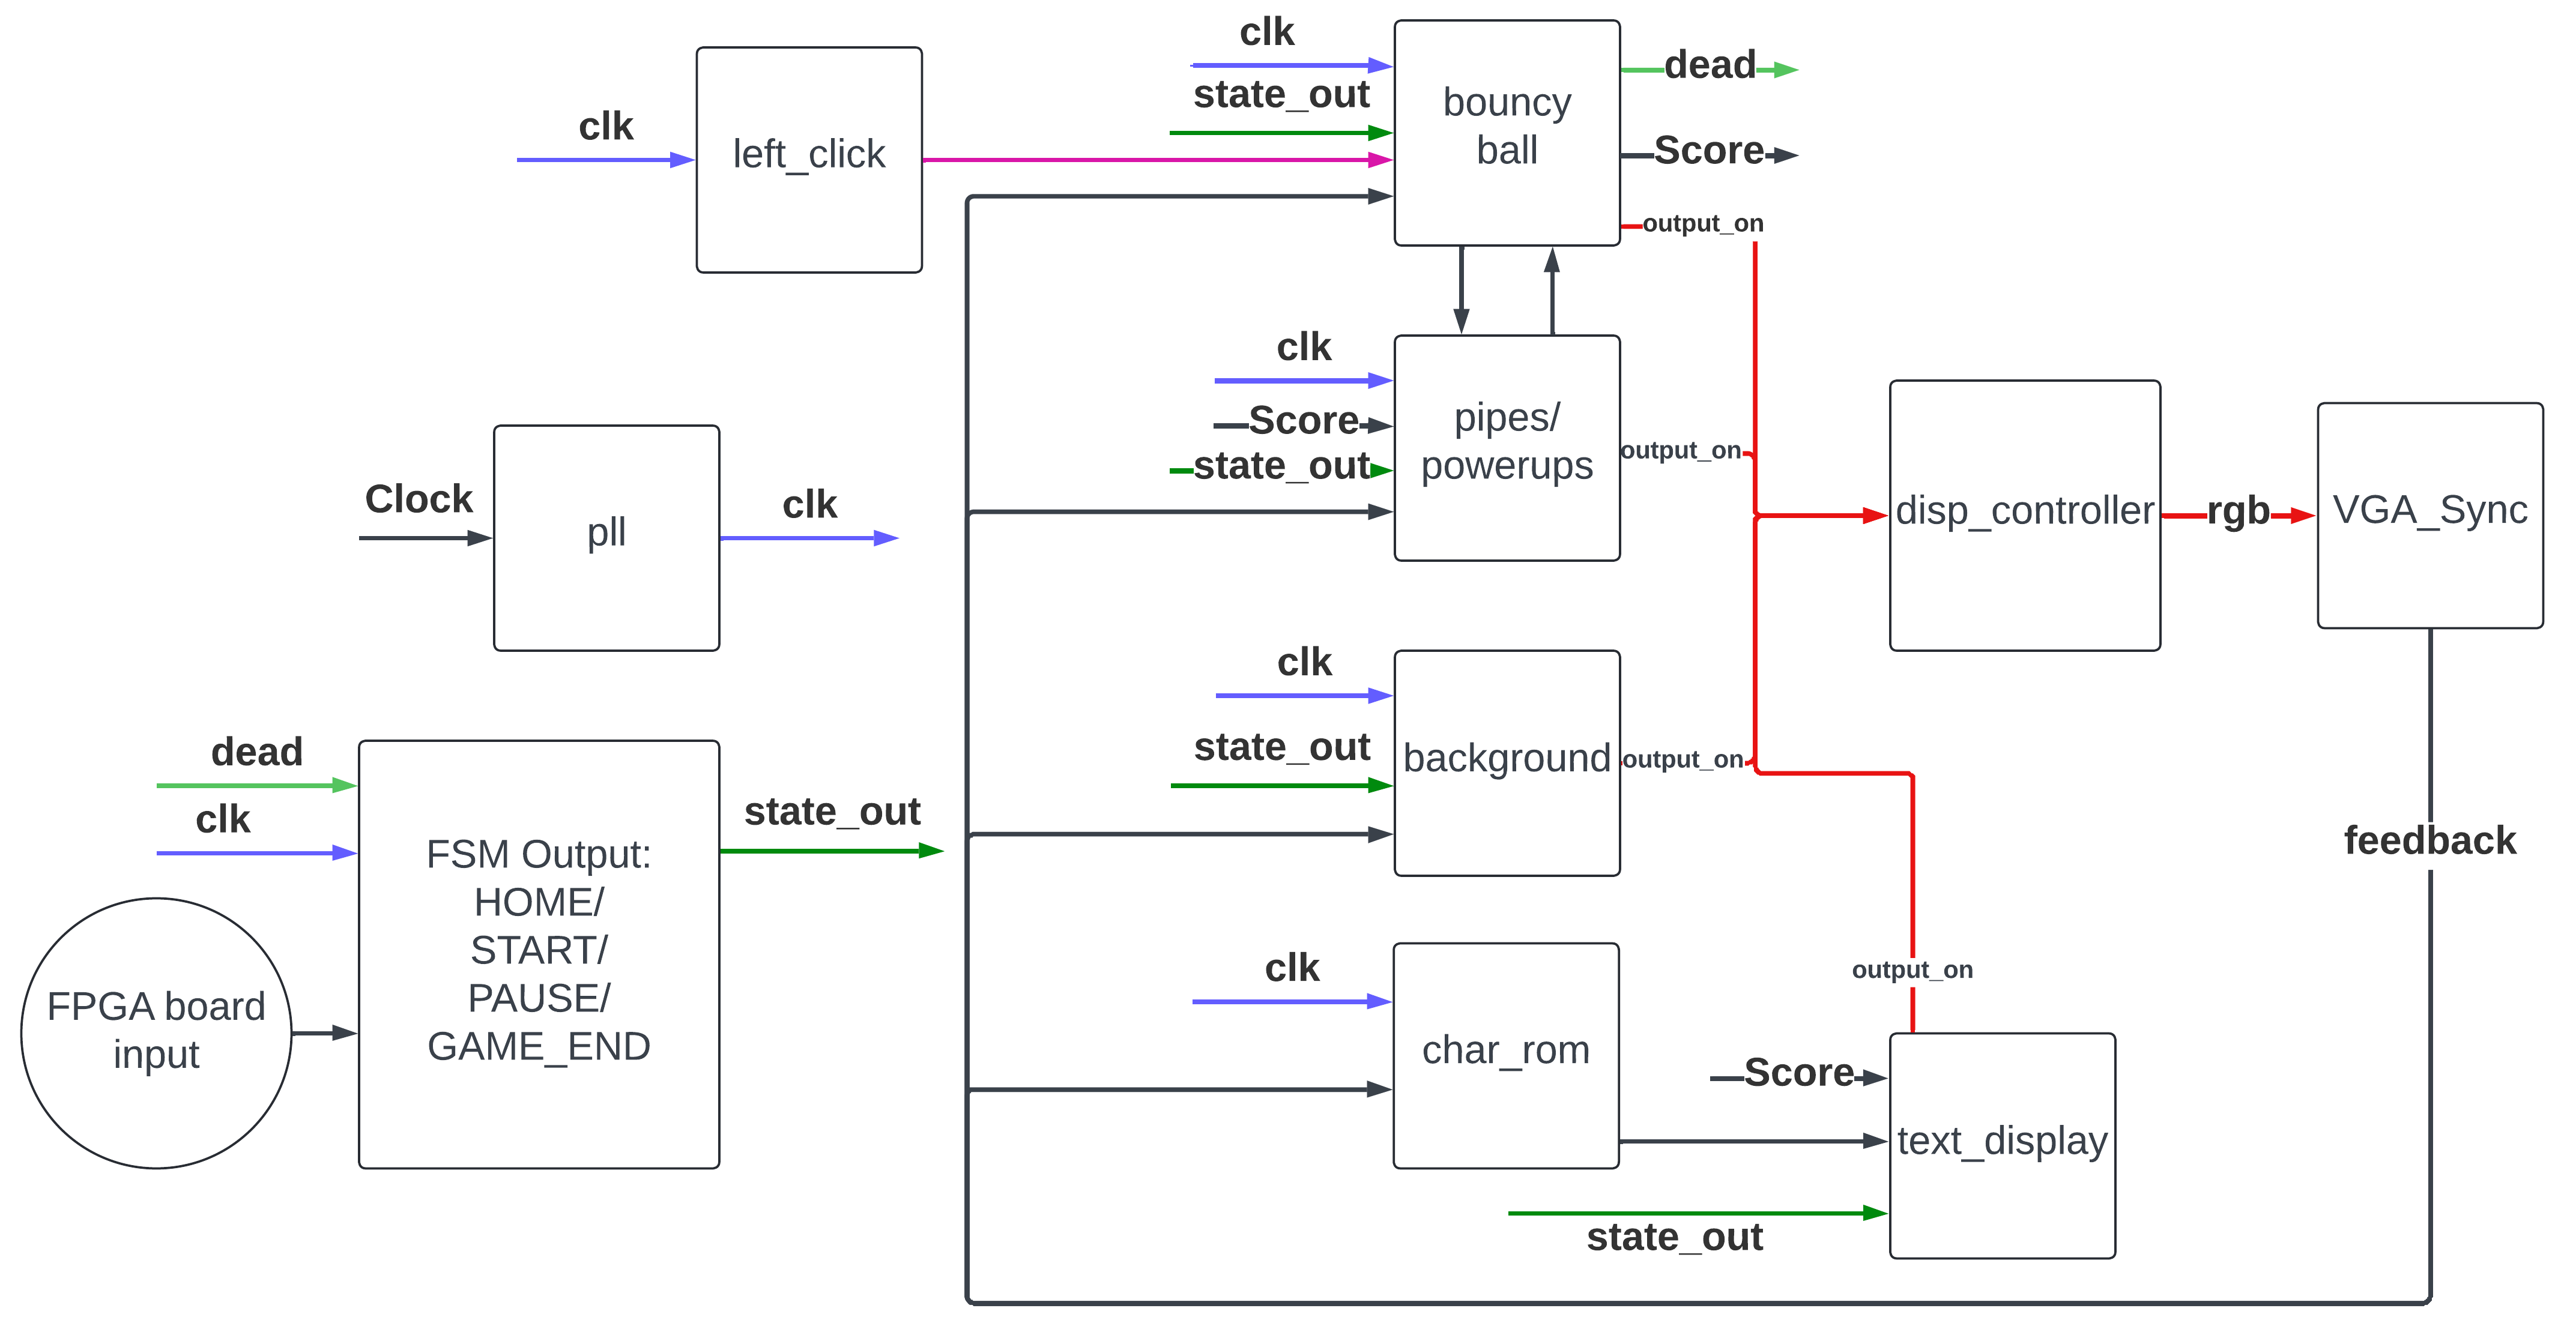 clk
left_click
clk
state_out
bouncy
ball
dead
Score
output_on
clk
Score
state_out
pipes/
powerups
output_on
Clock
pll
clk
disp_controller
rgb
VGA_Sync
clk
state_out
background
output_on
dead
clk
FPGA board
input
FSM Output:
HOME/
START/
PAUSE/
GAME_END
state_out
clk
char_rom
output_on
Score
text_display
state_out
feedback